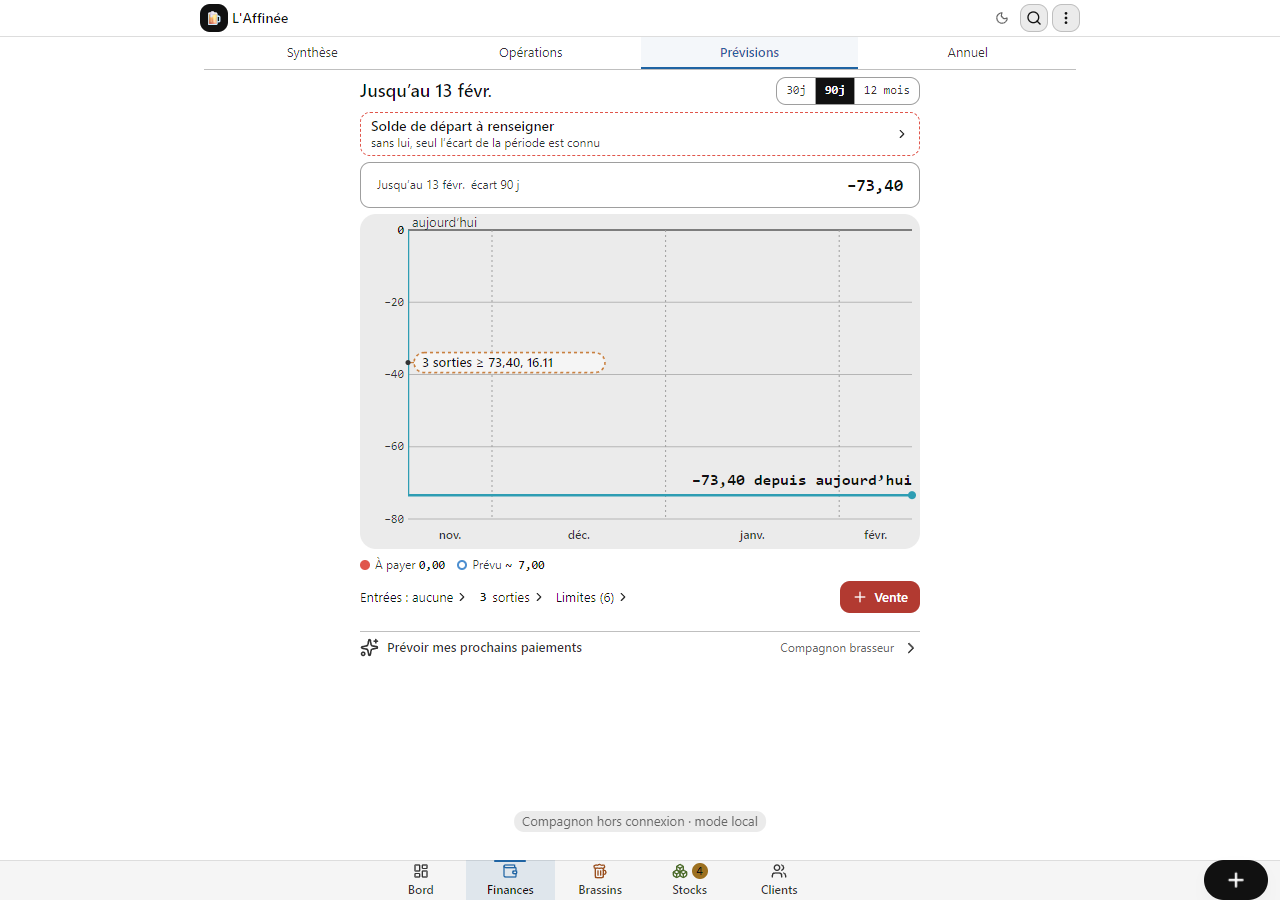 L'Affinée
Synthèse Opérations Prévisions Annuel
Jusqu’au 13 févr. 30j 90j 12 mois
Solde de départ à renseigner
sans lui, seul l’écart de la période est connu
Jusqu’au 13 févr. écart 90 j −73,40
aujourd’hui
0
−20
3 sorties ≥ 73,40, 16.11
−40
−60
−73,40 depuis aujourd’hui
−80
nov. déc. janv. févr.
À payer 0,00 Prévu ~ 7,00
Entrées : aucune 3 sorties Limites (6) Vente
Prévoir mes prochains paiements Compagnon brasseur
Compagnon hors connexion · mode local
4
Bord Finances Brassins Stocks Clients